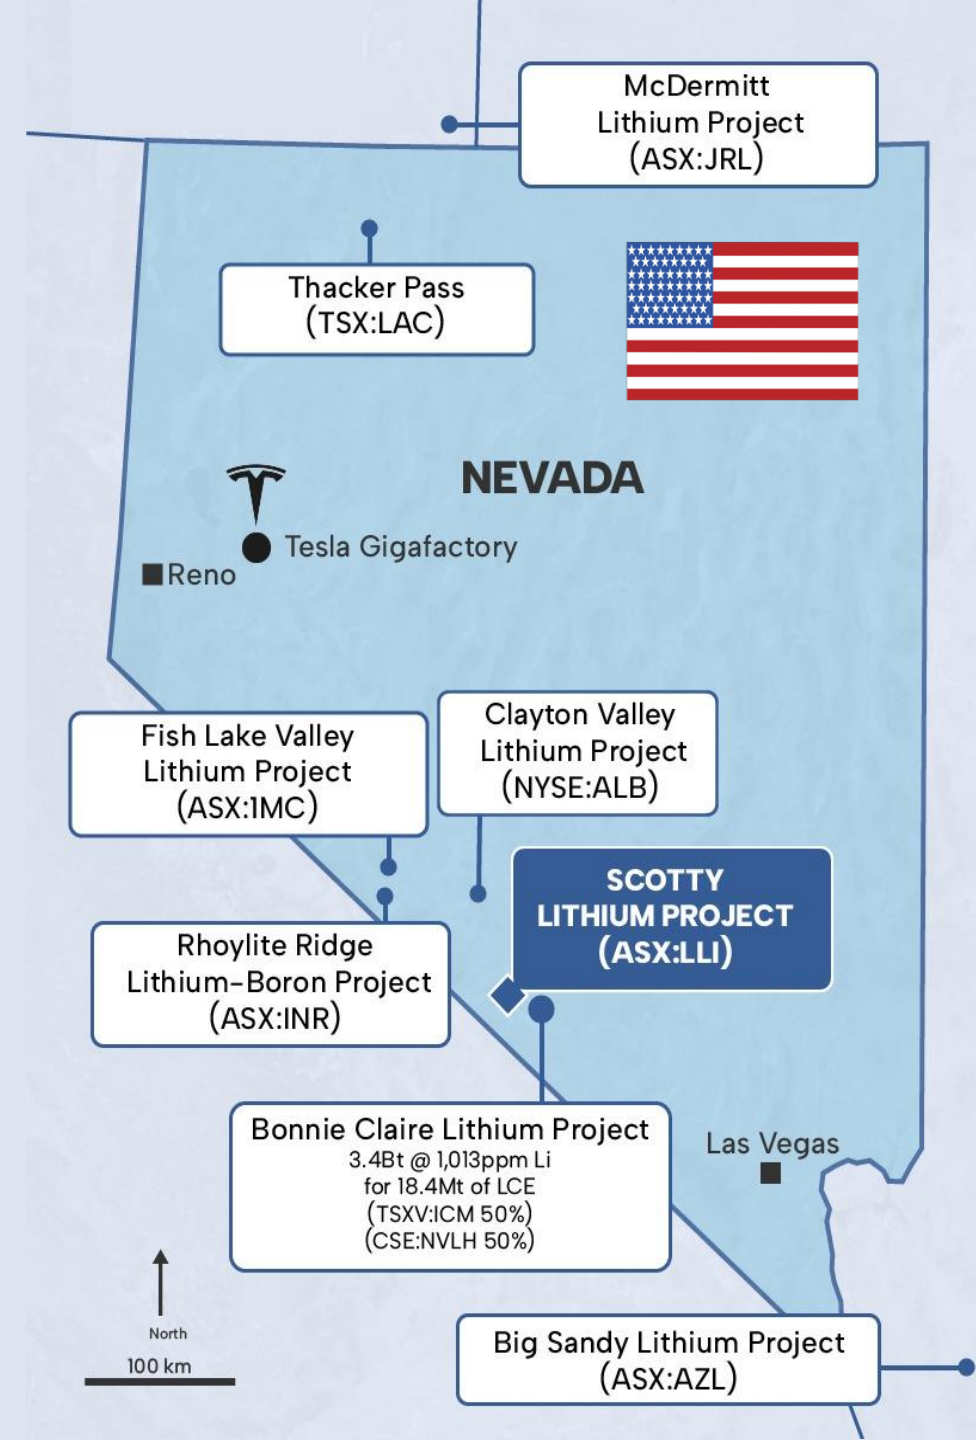 McDermitt
Lithium Project
(ASX:JRL)
Thacker Pass
(TSX:LAC)
NEVADA
Tesla Gigafactory
Reno
Fish Lake Valley
Lithium Project
(ASX:1MC)
Clayton Valley
Lithium Project
(NYSE:ALB)
SCOTTY
LITHIUM PROJECT
(ASX:LLI)
Rhoylite Ridge
Lithium-Boron Project
(ASX:INR)
Bonnie Claire Lithium Project
3.4Bt @ 1,013ppm Li
for 18.4Mt of LCE
(TSXV:ICM 50%)
(CSE:NVLH 50%)
Las Vegas
North
100 km
Big Sandy Lithium Project
(ASX:AZL)